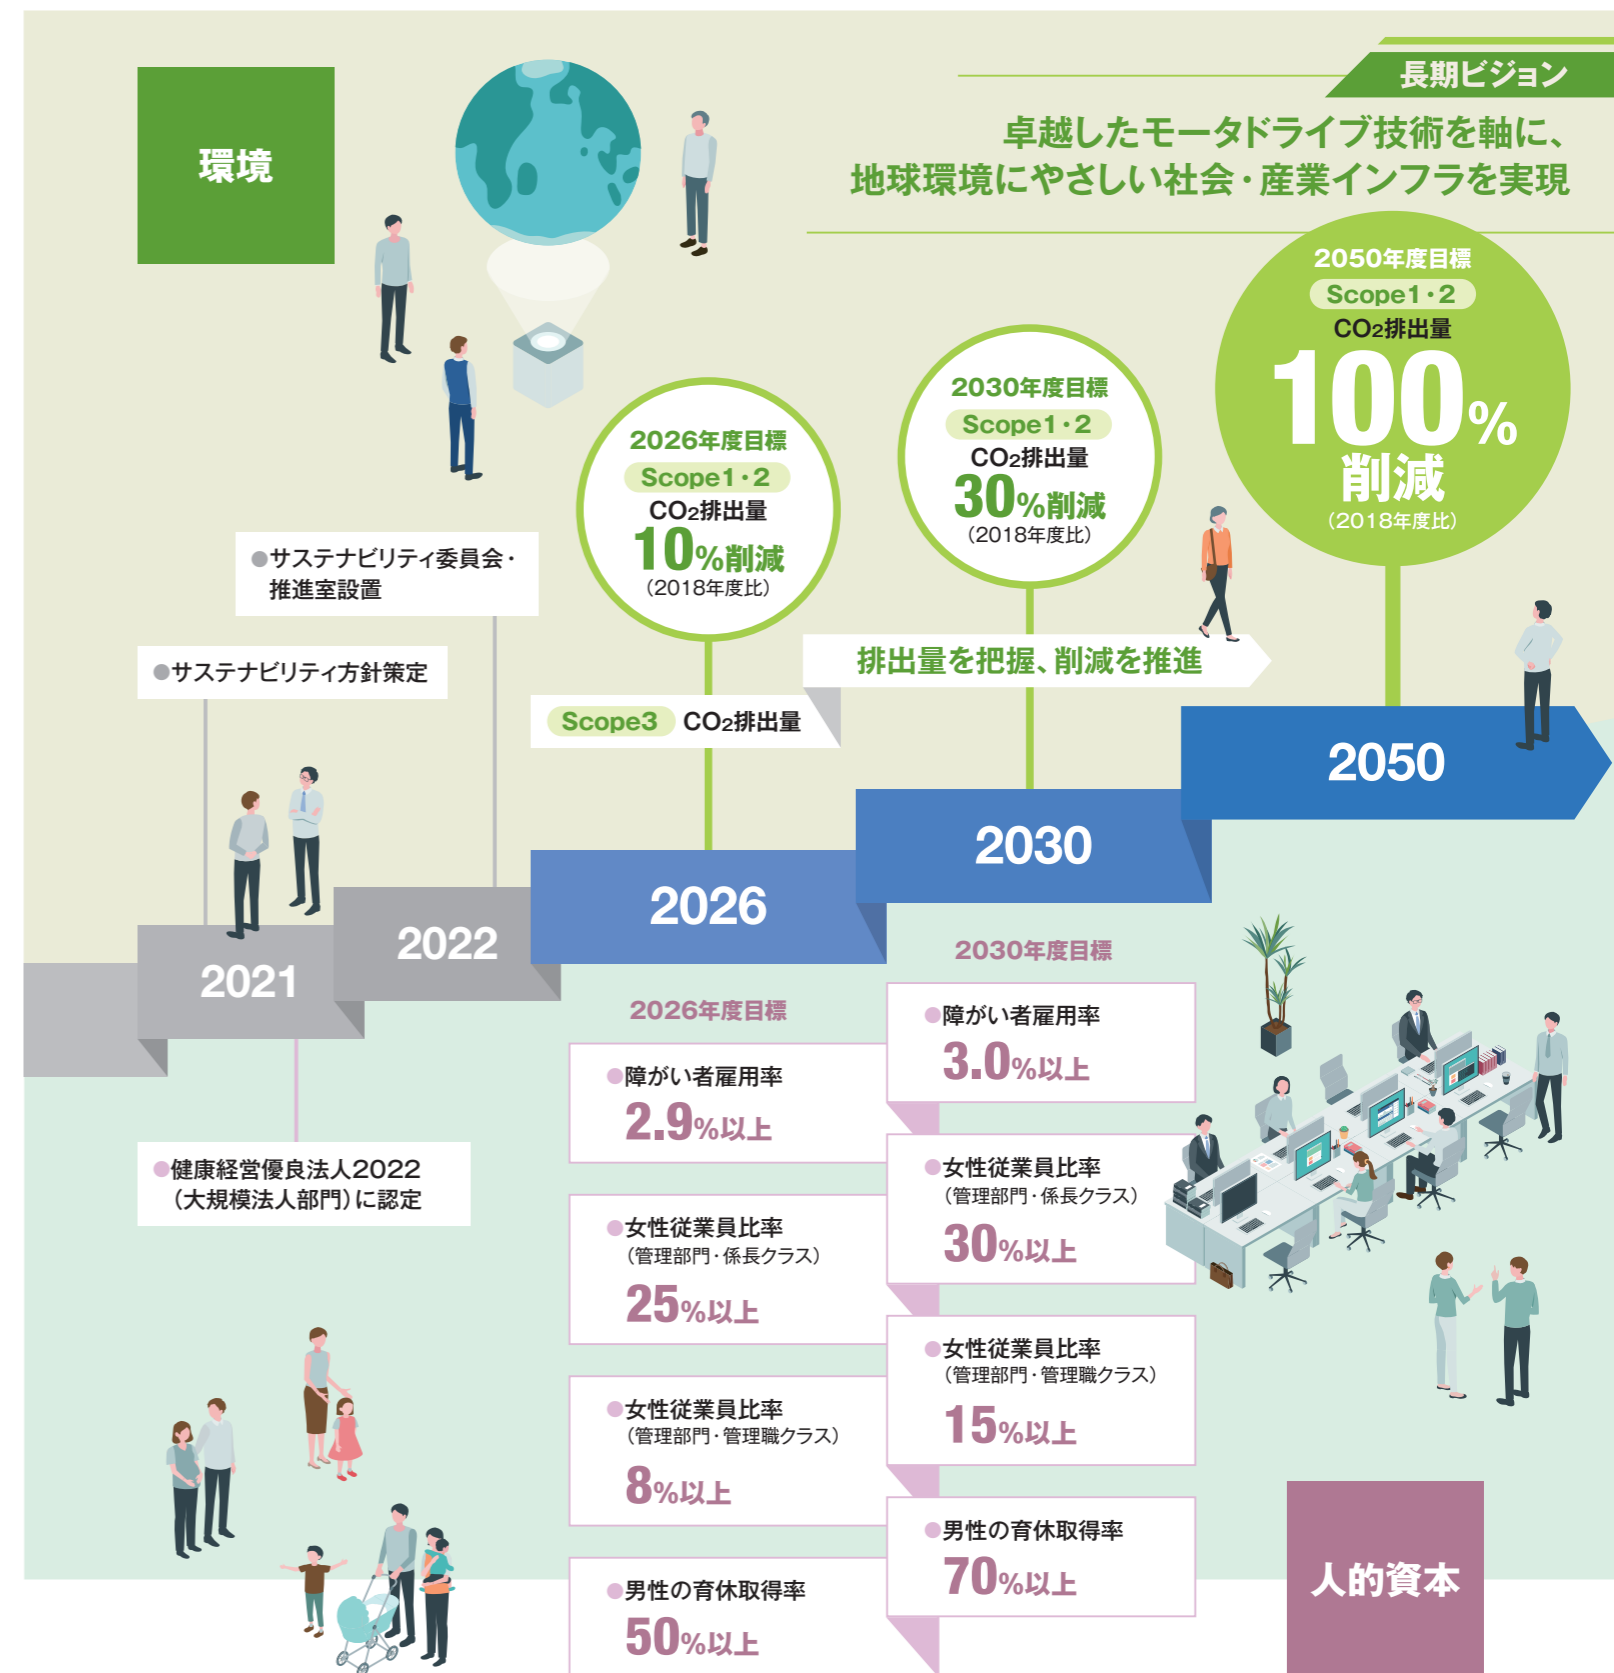 環境
長期ビジョン
卓越したモータドライブ技術を軸に、
地球環境にやさしい社会・産業インフラを実現
2050年度目標
Scope1・2
CO2排出量
100%
削減
（2018年度比）
2030年度目標
Scope1・2
CO2排出量
30%削減
（2018年度比）
2026年度目標
Scope1・2
CO2排出量
10%削減
（2018年度比）
●サステナビリティ委員会・
推進室設置
●サステナビリティ方針策定
排出量を把握、削減を推進
Scope3 CO2排出量
2050
2030
2026
2022
2021
2026年度目標
●障がい者雇用率
2.9%以上
●女性従業員比率
（管理部門・係長クラス）
25%以上
●女性従業員比率
（管理部門・管理職クラス）
8%以上
●男性の育休取得率
50%以上
2030年度目標
●障がい者雇用率
3.0%以上
●女性従業員比率
（管理部門・係長クラス）
30%以上
●女性従業員比率
（管理部門・管理職クラス）
15%以上
●男性の育休取得率
70%以上
●健康経営優良法人2022
（大規模法人部門）に認定
人的資本